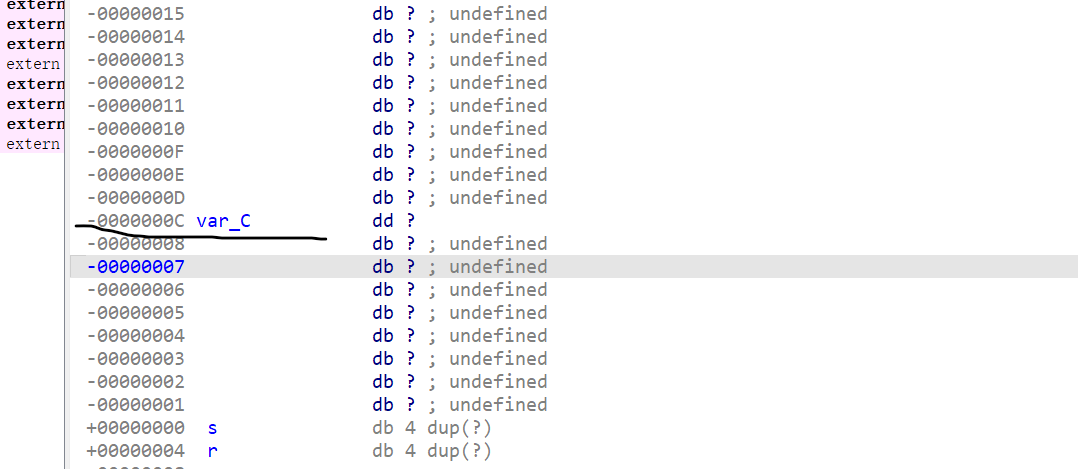 extern
extern
extern
extern
extern
extern
extern
extern
-00000015 db ? ; undefined
-00000014 db ? ; undefined
-00000013 db ? ; undefined
-00000012 db ? ; undefined
-00000011 db ? ; undefined
-00000010 db ? ; undefined
-0000000F db ? ; undefined
-0000000E db ? ; undefined
-0000000D db ? ; undefined
-0000000C var_C dd ?
-00000008 db ? ; undefined
-00000007 db ? ; undefined
-00000006 db ? ; undefined
-00000005 db ? ; undefined
-00000004 db ? ; undefined
-00000003 db ? ; undefined
-00000002 db ? ; undefined
-00000001 db ? ; undefined
+00000000 s db 4 dup(?)
+00000004 r db 4 dup(?)